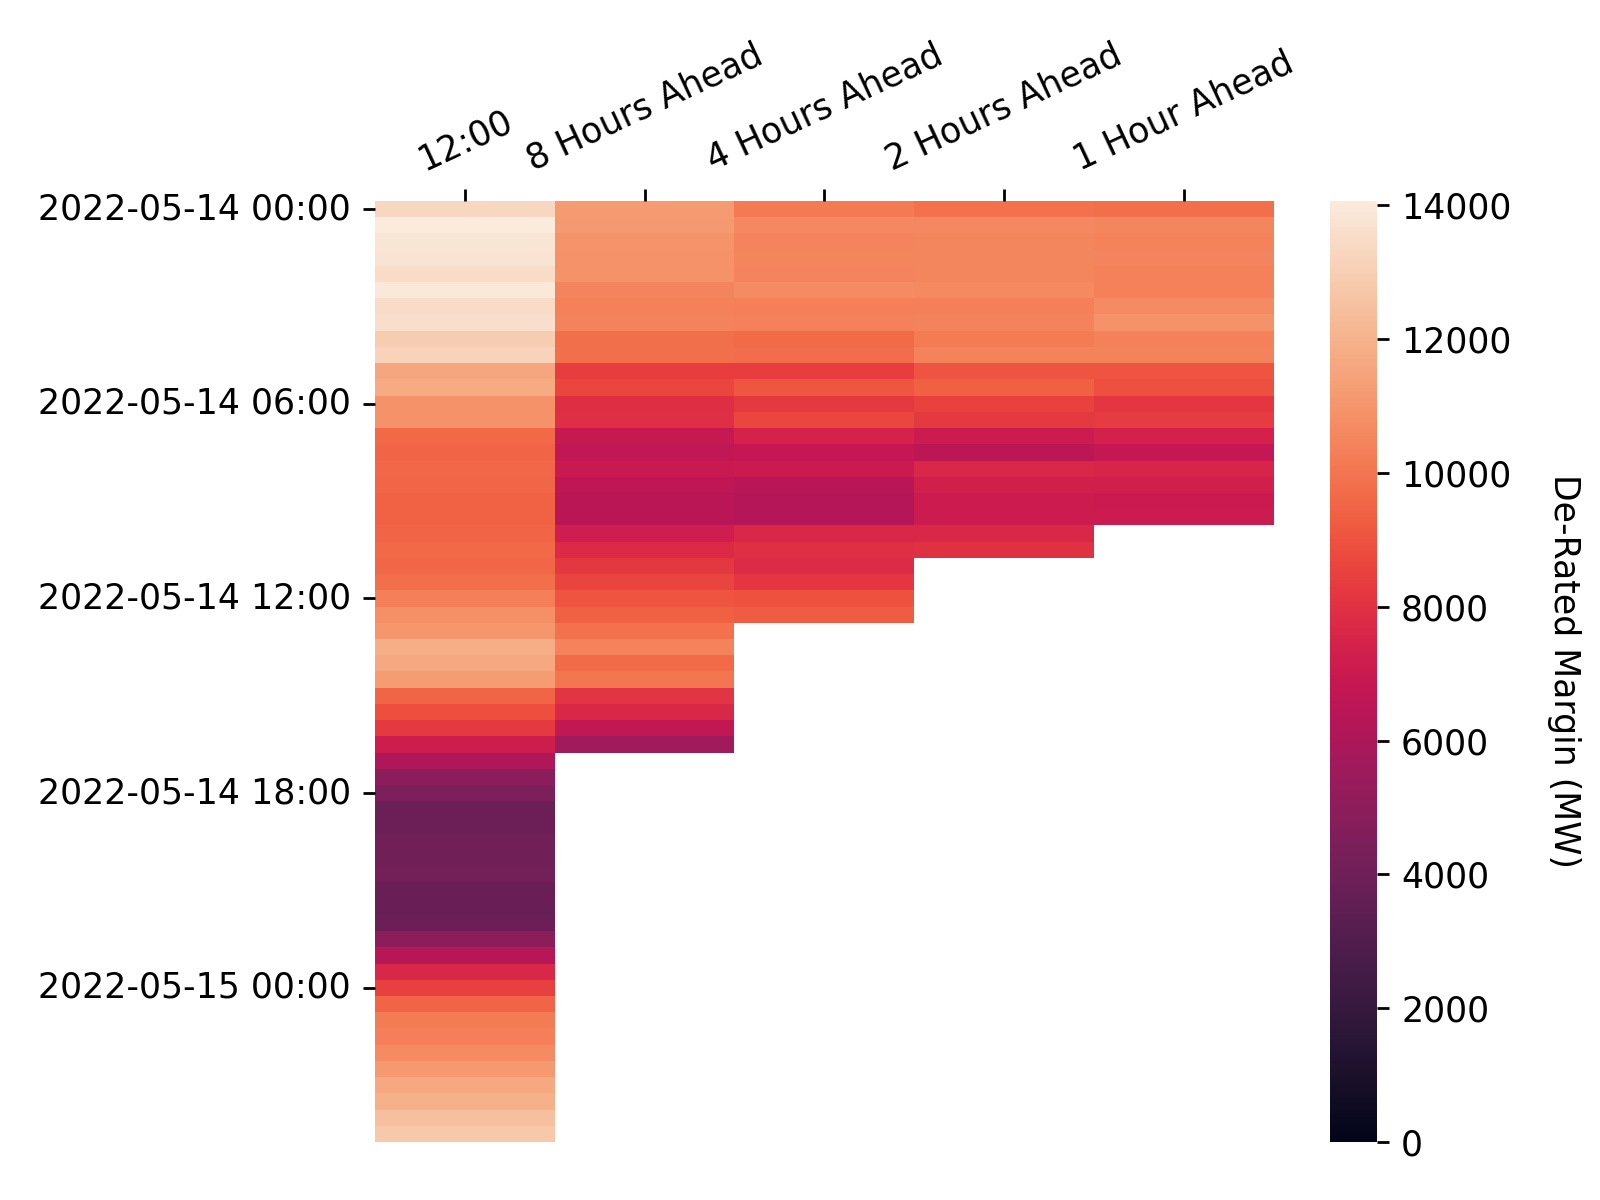 12:00
8 Hours Ahead
4 Hours Ahead
2 Hours Ahead
1 Hour Ahead
2022-05-14 00:00
2022-05-14 06:00
2022-05-14 12:00
2022-05-14 18:00
2022-05-15 00:00
14000
12000
10000
8000
6000
4000
2000
0
De-Rated Margin (MW)